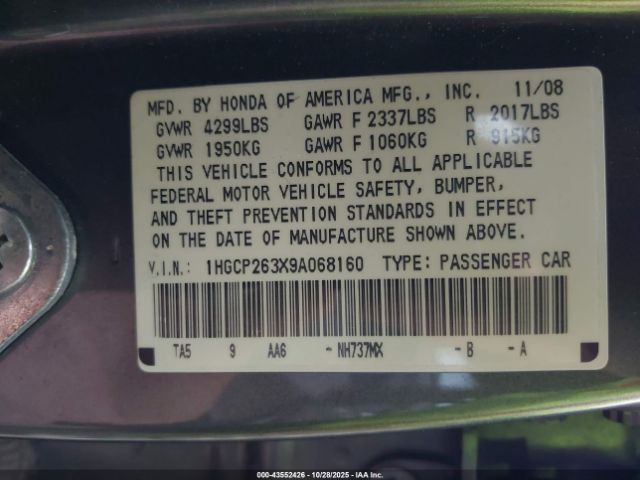 MFD. BY HONDA OF AMERICA MFG., INC. 11/08
GVWR 4299LBS GAWR F 2337LBS R 2017LBS
GVWR 1950KG GAWR F 1060KG R 915KG
THIS VEHICLE CONFORMS TO ALL APPLICABLE
FEDERAL MOTOR VEHICLE SAFETY, BUMPER,
AND THEFT PREVENTION STANDARDS IN EFFECT
ON THE DATE OF MANUFACTURE SHOWN ABOVE.
V.I.N.: 1HGCP263X9A068160 TYPE: PASSENGER CAR
TA5 9 AA6 -NH737MX -B -A
000-43552426 - 10/28/2025 - IAA Inc.